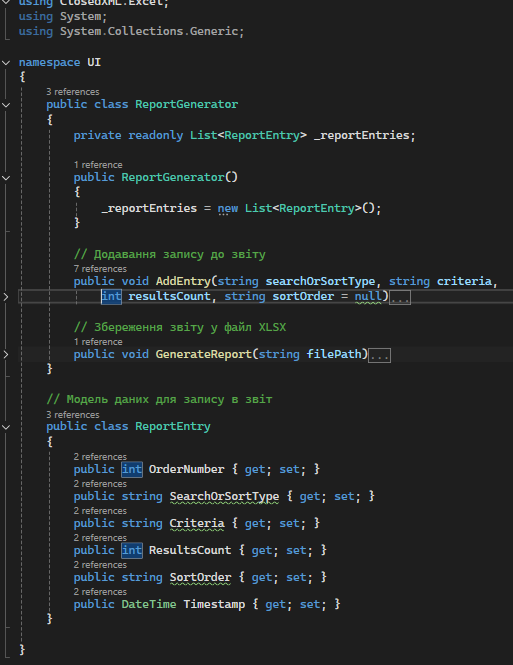 using ClosedXML.Excel;
using System;
using System.Collections.Generic;
namespace UI
{
3 references
public class ReportGenerator
{
private readonly List<ReportEntry> _reportEntries;
1 reference
public ReportGenerator()
{
_reportEntries = new List<ReportEntry>();
}
// Додавання запису до звіту
7 references
public void AddEntry(string searchOrSortType, string criteria,
int resultsCount, string sortOrder = null)...
// Збереження звіту у файл XLSX
1 reference
public void GenerateReport(string filePath)...
}
// Модель даних для запису в звіт
3 references
public class ReportEntry
{
2 references
public int OrderNumber { get; set; }
2 references
public string SearchOrSortType { get; set; }
2 references
public string Criteria { get; set; }
2 references
public int ResultsCount { get; set; }
2 references
public string SortOrder { get; set; }
2 references
public DateTime Timestamp { get; set; }
}
}